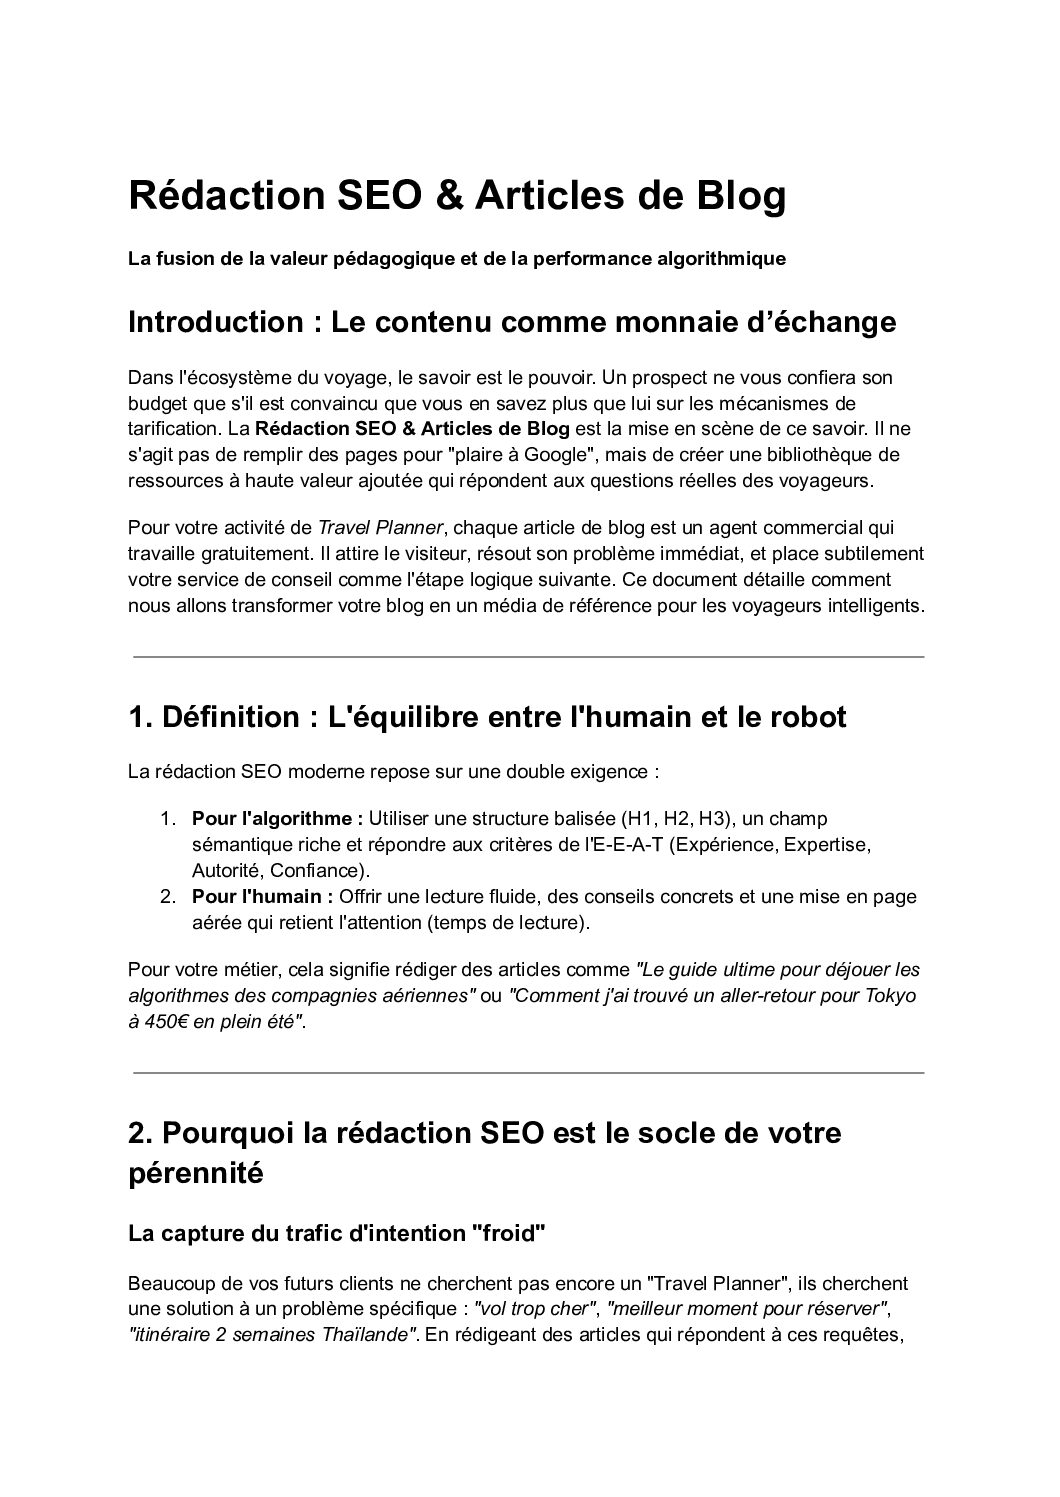 Rédaction SEO & Articles de Blog
La fusion de la valeur pédagogique et de la performance algorithmique
Introduction : Le contenu comme monnaie d’échange
Dans l'écosystème du voyage, le savoir est le pouvoir. Un prospect ne vous confiera son
budget que s'il est convaincu que vous en savez plus que lui sur les mécanismes de
tarification. La Rédaction SEO & Articles de Blog est la mise en scène de ce savoir. Il ne
s'agit pas de remplir des pages pour "plaire à Google", mais de créer une bibliothèque de
ressources à haute valeur ajoutée qui répondent aux questions réelles des voyageurs.
Pour votre activité de Travel Planner, chaque article de blog est un agent commercial qui
travaille gratuitement. Il attire le visiteur, résout son problème immédiat, et place subtilement
votre service de conseil comme l'étape logique suivante. Ce document détaille comment
nous allons transformer votre blog en un média de référence pour les voyageurs intelligents.
1. Définition : L'équilibre entre l'humain et le robot
La rédaction SEO moderne repose sur une double exigence :
1. Pour l'algorithme : Utiliser une structure balisée (H1, H2, H3), un champ
sémantique riche et répondre aux critères de l'E-E-A-T (Expérience, Expertise,
Autorité, Confiance).
2. Pour l'humain : Offrir une lecture fluide, des conseils concrets et une mise en page
aérée qui retient l'attention (temps de lecture).
Pour votre métier, cela signifie rédiger des articles comme "Le guide ultime pour déjouer les
algorithmes des compagnies aériennes" ou "Comment j'ai trouvé un aller-retour pour Tokyo
à 450€ en plein été".
2. Pourquoi la rédaction SEO est le socle de votre
pérennité
La capture du trafic d'intention "froid"
Beaucoup de vos futurs clients ne cherchent pas encore un "Travel Planner", ils cherchent
une solution à un problème spécifique : "vol trop cher", "meilleur moment pour réserver",
"itinéraire 2 semaines Thaïlande". En rédigeant des articles qui répondent à ces requêtes,